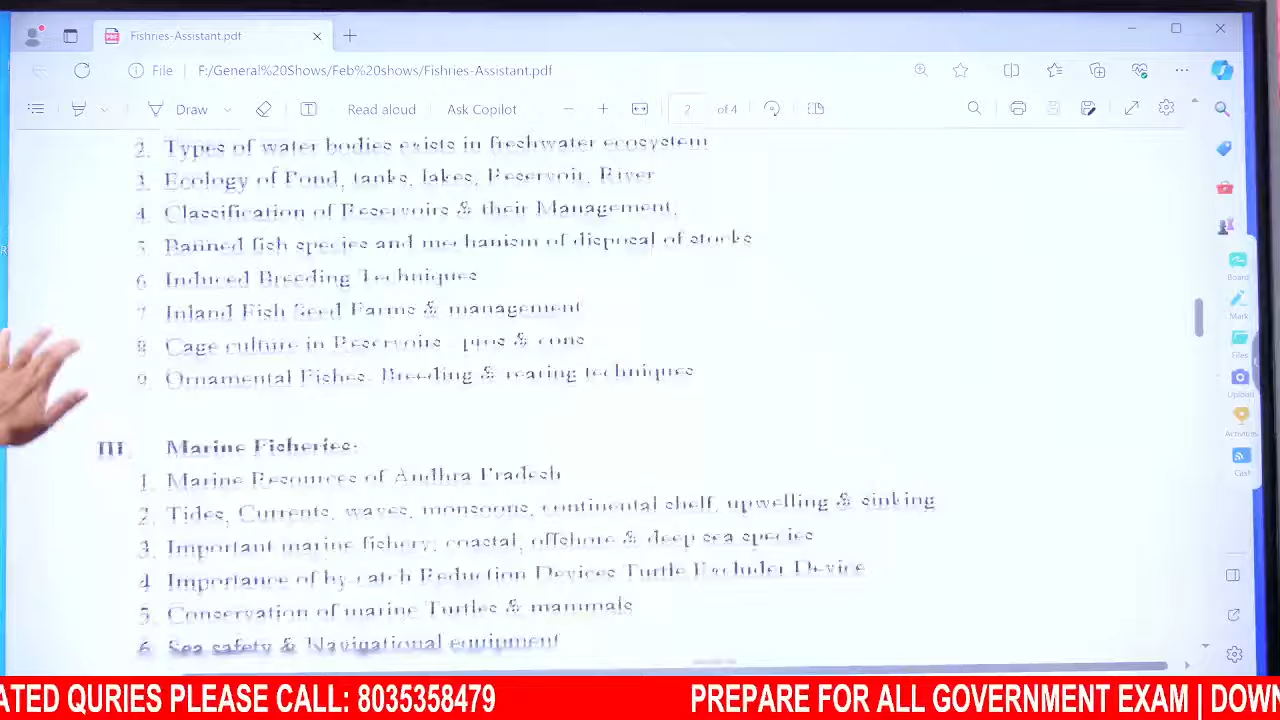 Fishries-Assistant.pdf
File F:/General%20Shows/Feb%20shows/Fishries-Assistant.pdf
Draw Read aloud Ask Copilot 2 of 4
2. Types of water bodies exists in freshwater ecosystem
3. Ecology of Pond, tanks, lakes, Reservoir, River
4. Classification of Reservoirs & their Management,
5. Banned fish species and mechanism of disposal of stocks
6. Induced Breeding Techniques
7. Inland Fish Seed Farms & management
8. Cage culture in Reservoirs - pros & cons
9. Ornamental Fishes, Breeding & rearing techniques
III. Marine Fisheries:
1. Marine Resources of Andhra Pradesh
2. Tides, Currents, waves, monsoons, continental shelf, upwelling & sinking
3. Important marine fishery, coastal, offshore & deep sea species
4. Importance of by-catch Reduction Devices Turtle Excluder Device
5. Conservation of marine Turtles & mammals
6. Sea safety & Navigational equipment
Board
Mark
Files
Upload
Activities
Cash
ATED QURIES PLEASE CALL: 8035358479 PREPARE FOR ALL GOVERNMENT EXAM | DOWN